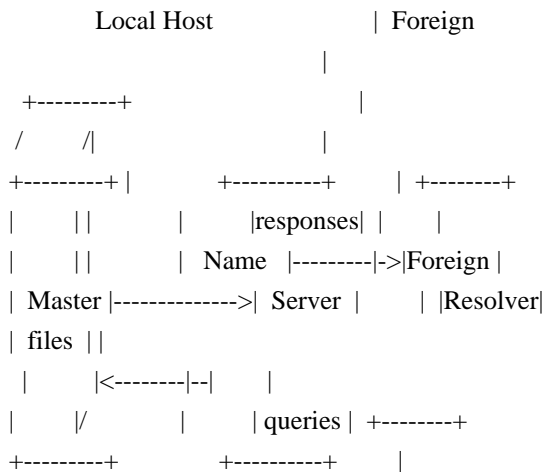 Local Host | Foreign
|
+---------+ |
/ /| |
+---------+ | +----------+ | +--------+
| | | | |responses| | |
| | | | Name |---------|->|Foreign |
| Master |-------------->| Server | | |Resolver|
| files | |
| |<--------|--| |
| |/ | | queries | +--------+
+---------+ +----------+ |